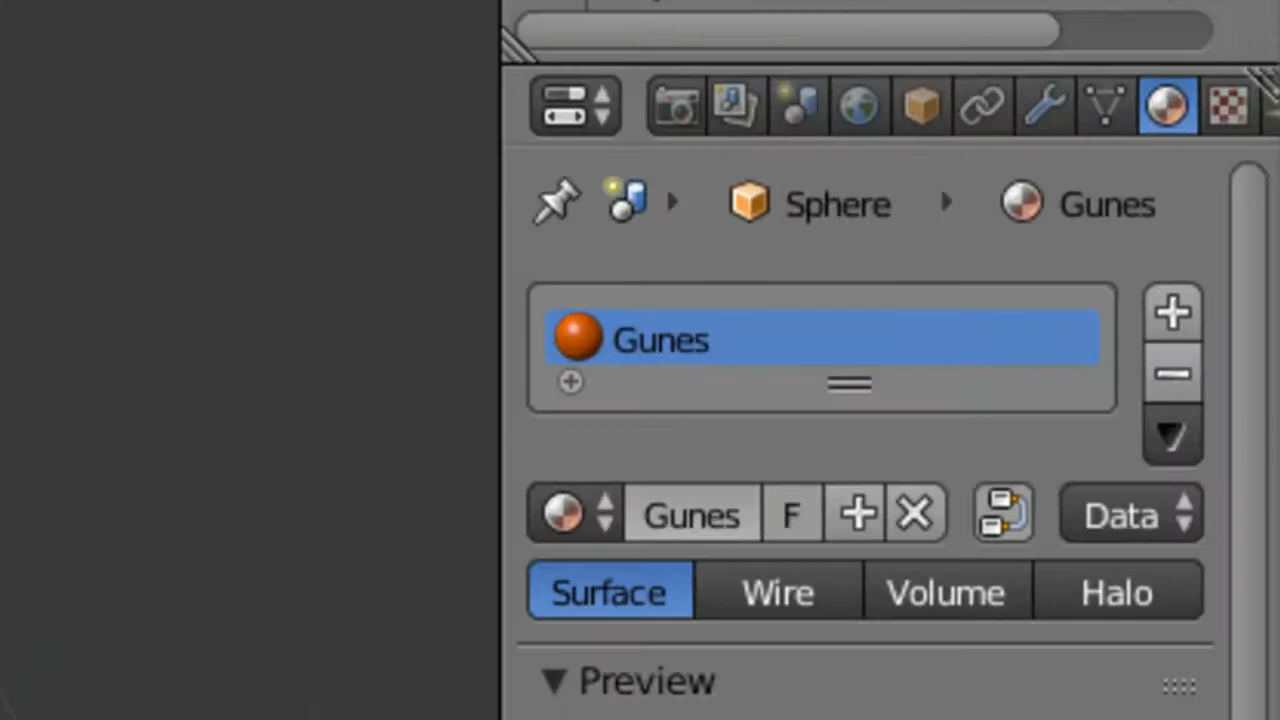 Sphere Gunes
Gunes
Gunes F Data
Surface Wire Volume Halo
Preview